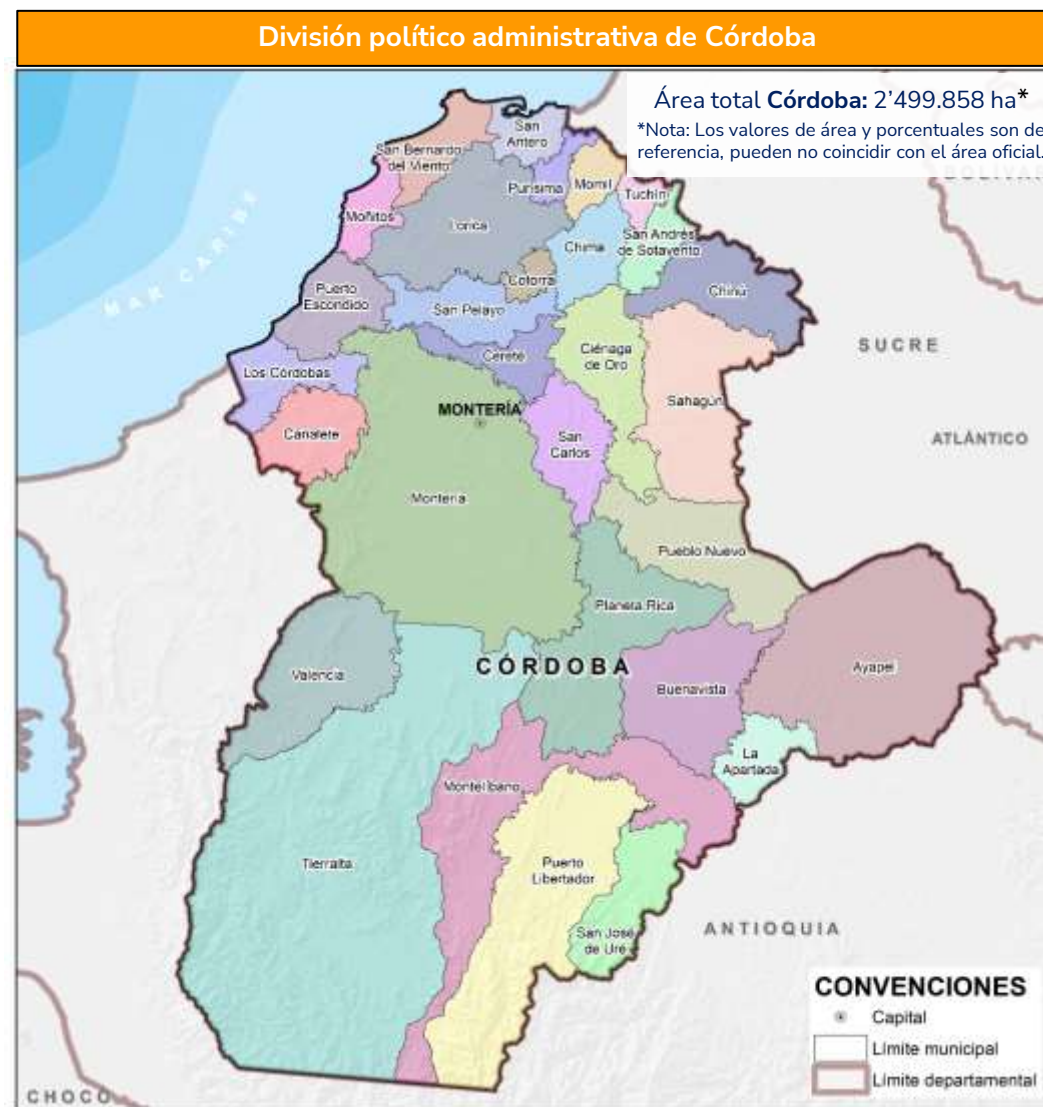 División político administrativa de Córdoba
Área total Córdoba: 2’499.858 ha*
*Nota: Los valores de área y porcentuales son de
referencia, pueden no coincidir con el área oficial.
BOLÍVAR
San
Antero
San Bernardo
del Viento
Purísima
Momil
Tuchín
Moñitos
Lorica
Chima
San Andrés
de Sotavento
MAR CARIBE
Cotorra
Chinú
Puerto
Escondido
San Pelayo
SUCRE
Cereté
Ciénaga
de Oro
Los Córdobas
Sahagún
MONTERÍA
Canalete
San
Carlos
ATLÁNTICO
Montería
Pueblo Nuevo
Planeta Rica
CÓRDOBA
Valencia
Ayapel
Buenavista
La
Apartada
Montelíbano
Tierralta
Puerto
Libertador
San José
de Uré
ANTIOQUIA
CONVENCIONES
Capital
Límite municipal
Límite departamental
CHOCÓ